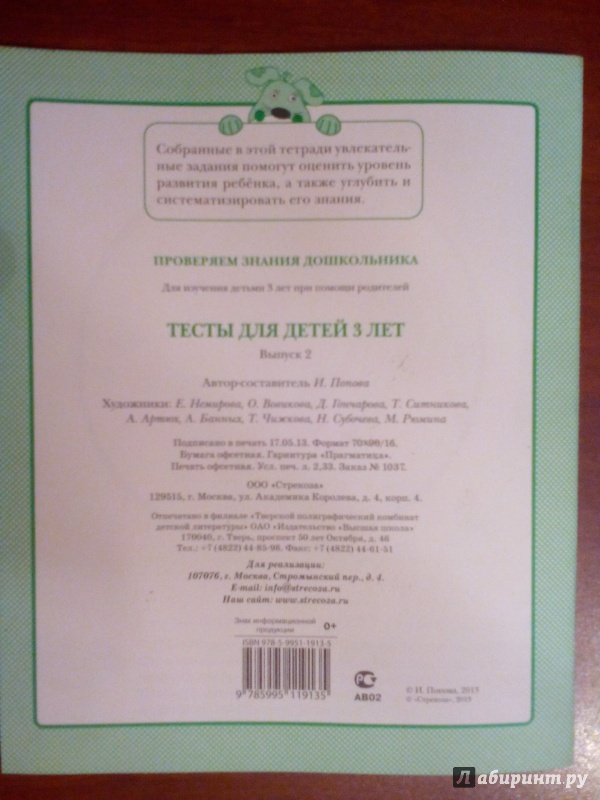 Собранные в этой тетради увлекатель-
ные задания помогут оценить уровень
развития ребёнка, а также углубить и
систематизировать его знания.
ПРОВЕРЯЕМ ЗНАНИЯ ДОШКОЛЬНИКА
Для изучения детьми 3 лет при помощи родителей
ТЕСТЫ ДЛЯ ДЕТЕЙ 3 ЛЕТ
Выпуск 2
Автор-составитель И. Попова
Художники: Е. Немирова, О. Вовикова, Д. Гончарова, Т. Ситникова,
А. Артюх, А. Банных, Т. Чижкова, Н. Субочева, М. Рюмина
Подписано в печать 17.05.13. Формат 70х90/16.
Бумага офсетная. Гарнитура «Прагматика».
Печать офсетная. Усл. печ. л. 2,33. Заказ № 1037.
ООО «Стрекоза»
129515, г. Москва, ул. Академика Королева, д. 4, корп. 4.
Отпечатано в филиале «Тверской полиграфический комбинат
детской литературы» ОАО «Издательство «Высшая школа»
170040, г. Тверь, проспект 50 лет Октября, д. 46
Тел.: +7 (4822) 44-85-98. Факс: +7 (4822) 44-61-51
Для реализации:
107076, г. Москва, Стромынский пер., д. 4.
E-mail: info@strecoza.ru
Наш сайт: www.strecoza.ru
Знак информационной
продукции 0+
ISBN 978-5-9951-1913-5
9 785995 119135
АВ02
© И. Попова, 2013
© «Стрекоза», 2013
Лабиринт.ру